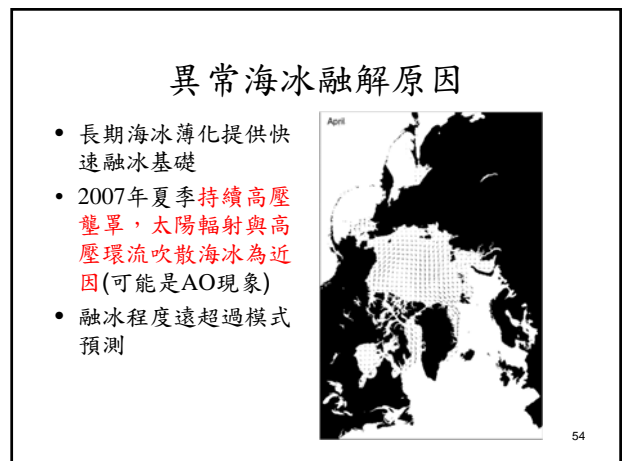 異常海冰融解原因
• 長期海冰薄化提供快
速融冰基礎
• 2007年夏季持續高壓
壟罩，太陽輻射與高
壓環流吹散海冰為近
因(可能是AO現象)
• 融冰程度遠超過模式
預測
April
54